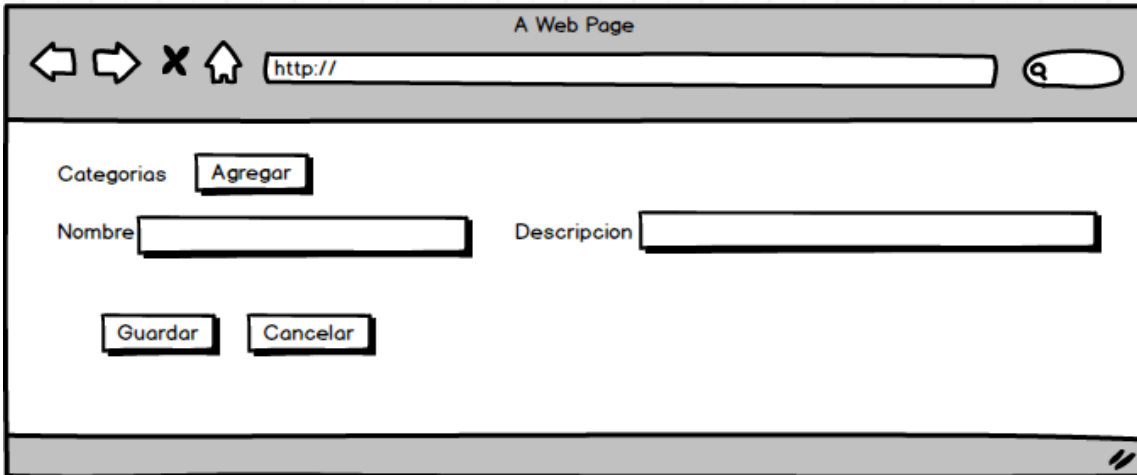 A Web Page
http://
Categorias Agregar
Nombre Descripcion
Guardar Cancelar